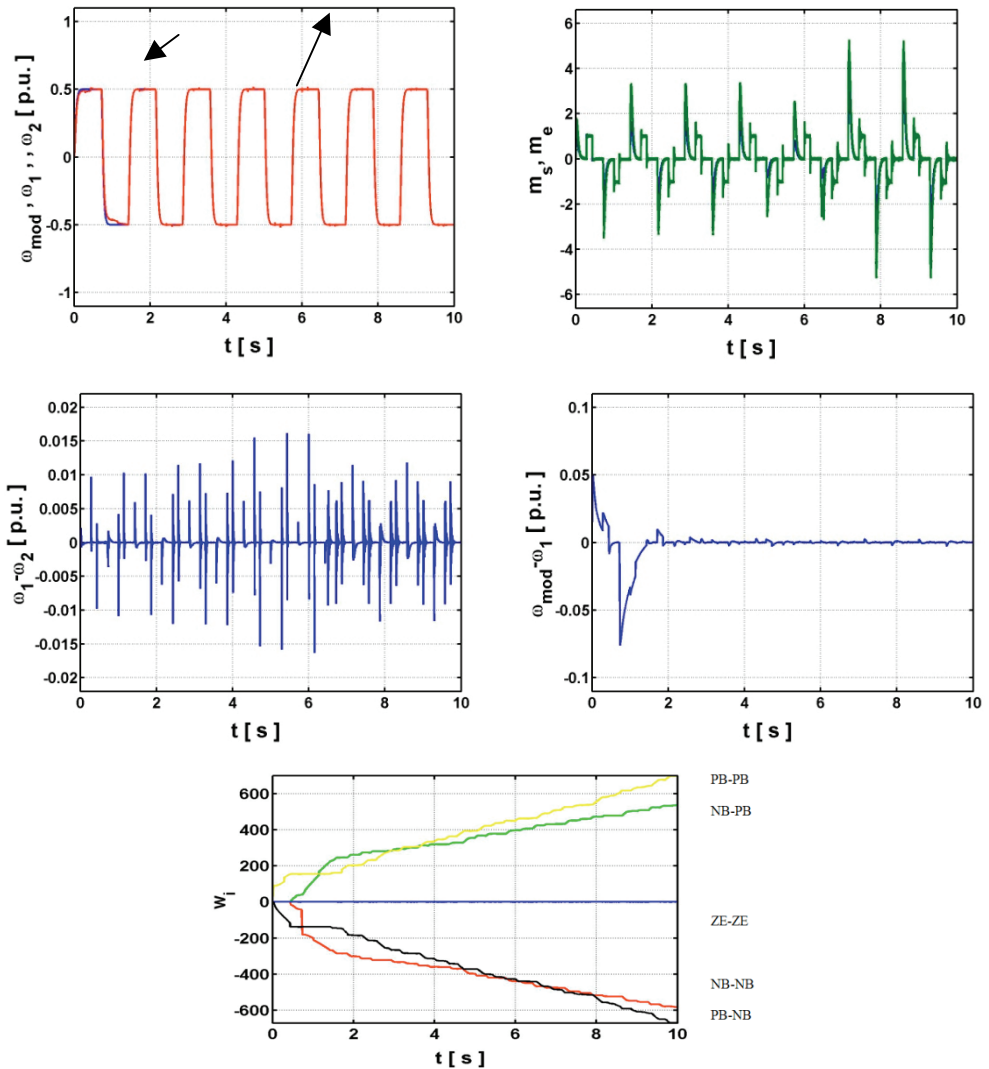 1
0.5
0
-0.5
-1
0 2 4 6 8 10
t [ s ]
ω_mod , ω_1 , , ω_2 [ p.u. ]
6
4
2
0
-2
-4
-6
0 2 4 6 8 10
t [ s ]
m_s, m_e
0.02
0.015
0.01
0.005
0
-0.005
-0.01
-0.015
-0.02
0 2 4 6 8 10
t [ s ]
ω_1-ω_2 [ p.u. ]
0.1
0.05
0
-0.05
-0.1
0 2 4 6 8 10
t [ s ]
ω_mod-ω_1 [ p.u. ]
600
400
200
0
-200
-400
-600
0 2 4 6 8 10
t [ s ]
w_i
PB-PB
NB-PB
ZE-ZE
NB-NB
PB-NB